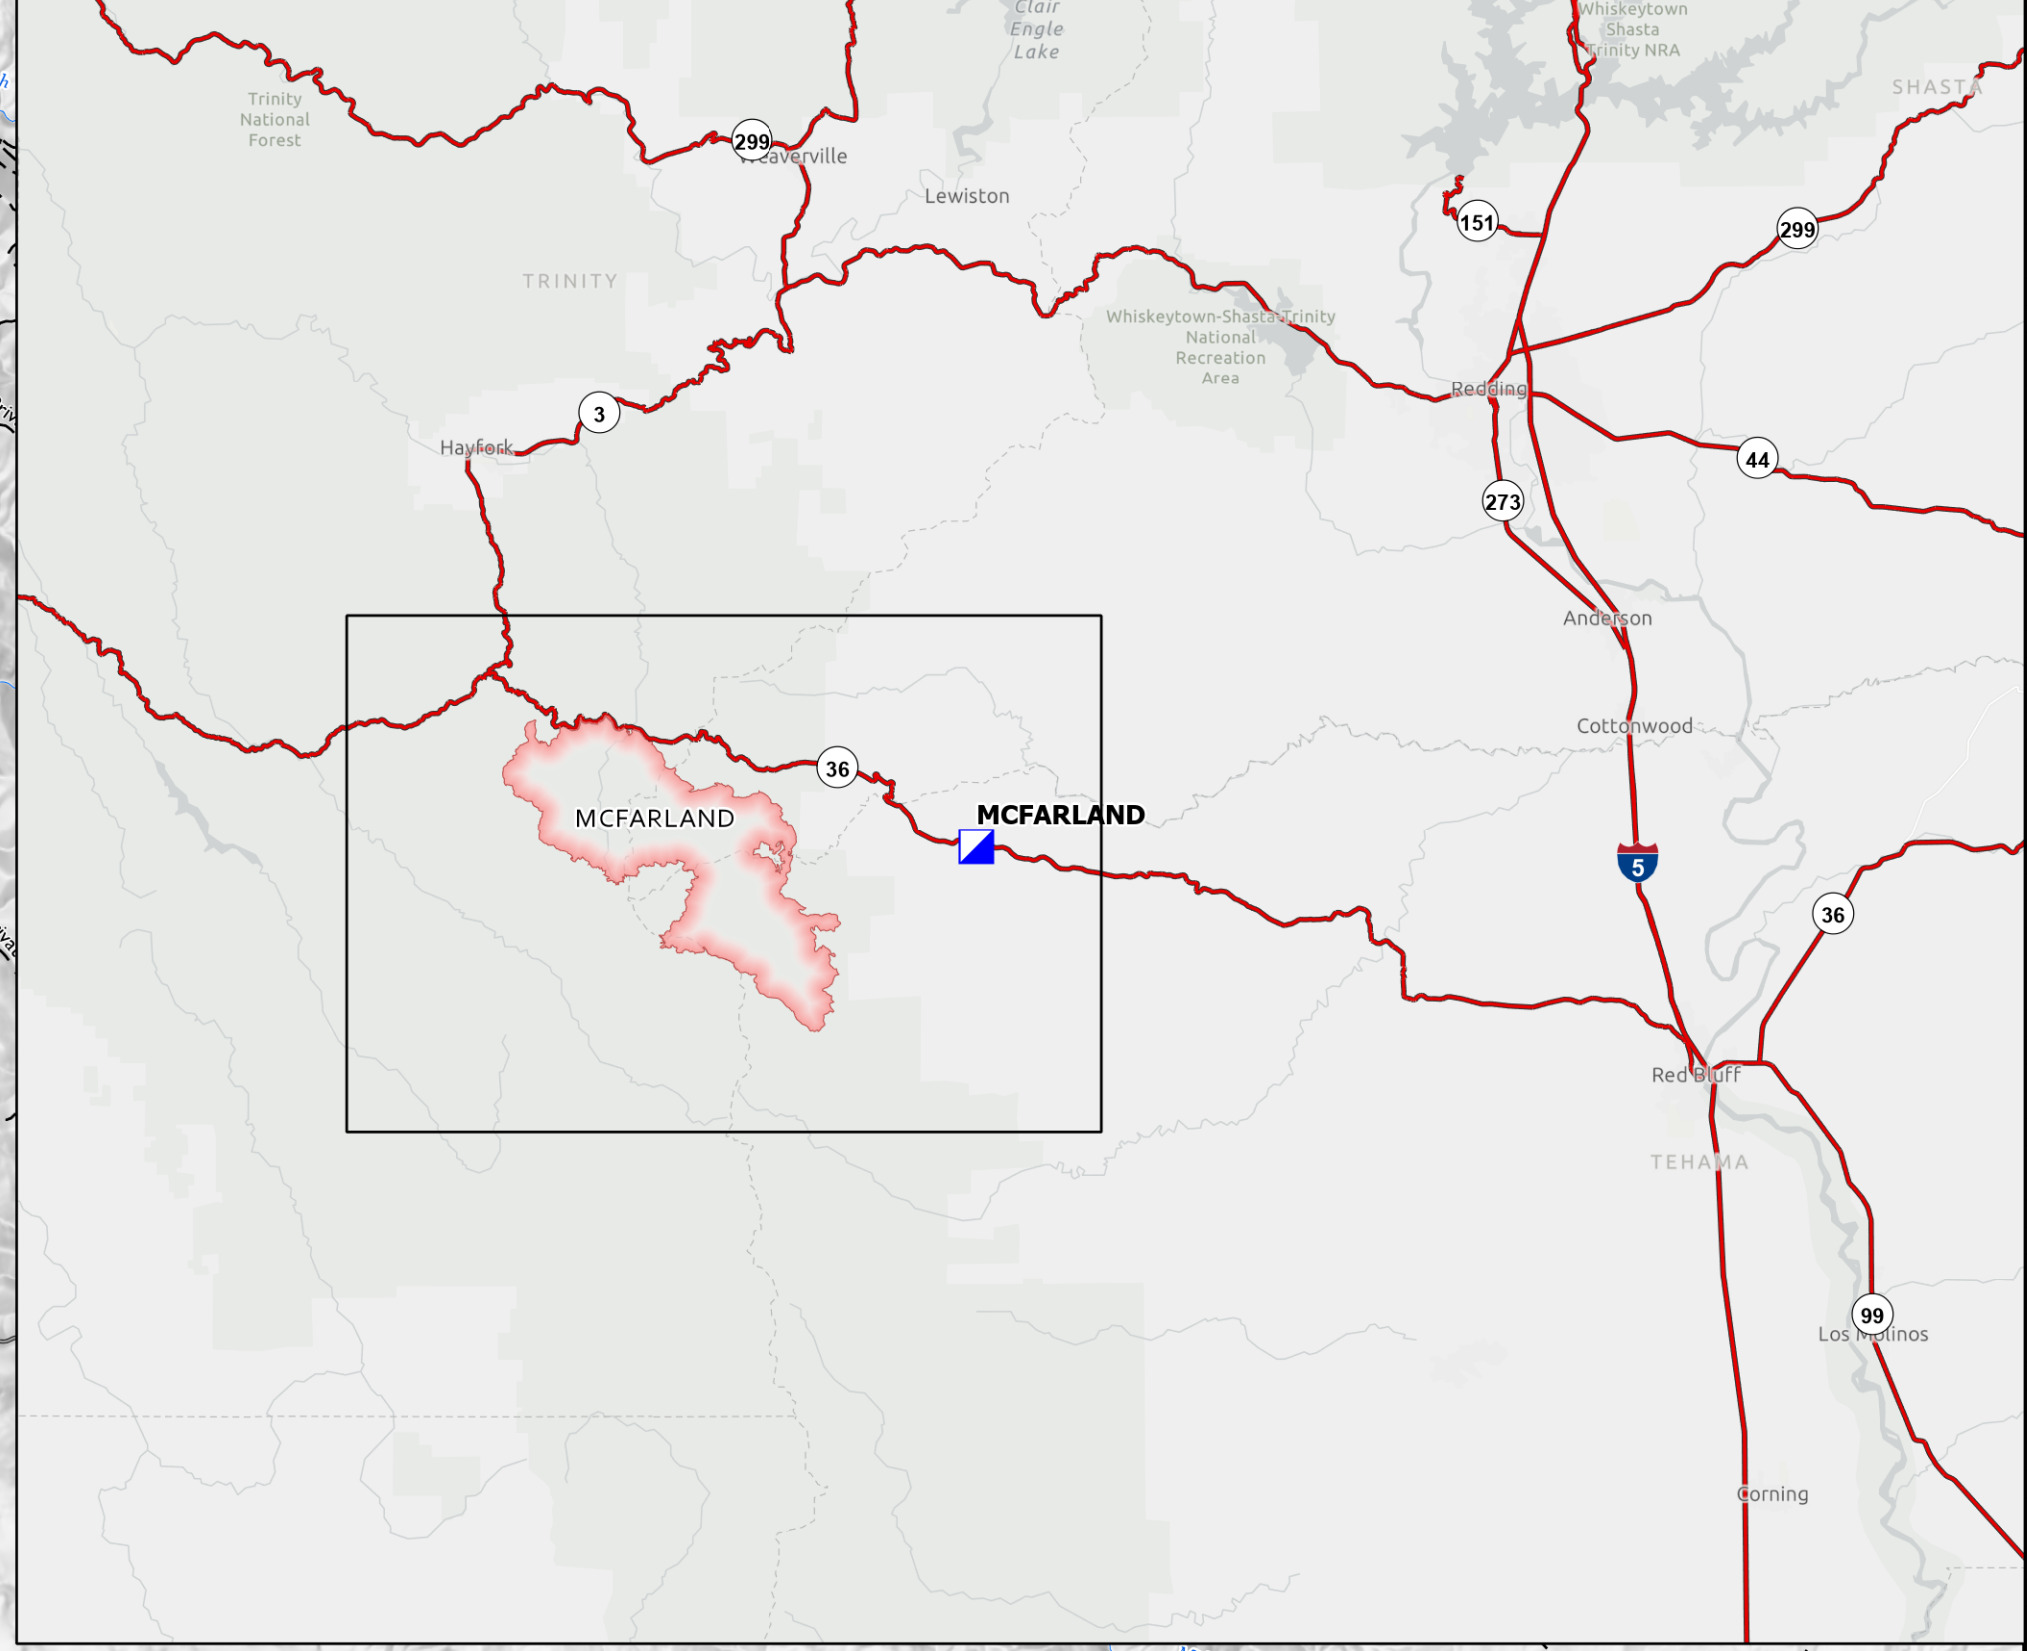 Clair
Engle
Lake
Whiskeytown
Shasta
Trinity NRA
SHASTA
Trinity
National
Forest
299
Weaverville
Lewiston
151
299
TRINITY
Whiskeytown-Shasta-Trinity
National
Recreation
Area
Redding
3
Hayfork
44
273
Anderson
Cottonwood
36
MCFARLAND
MCFARLAND
5
36
Red Bluff
TEHAMA
99
Los Molinos
Corning